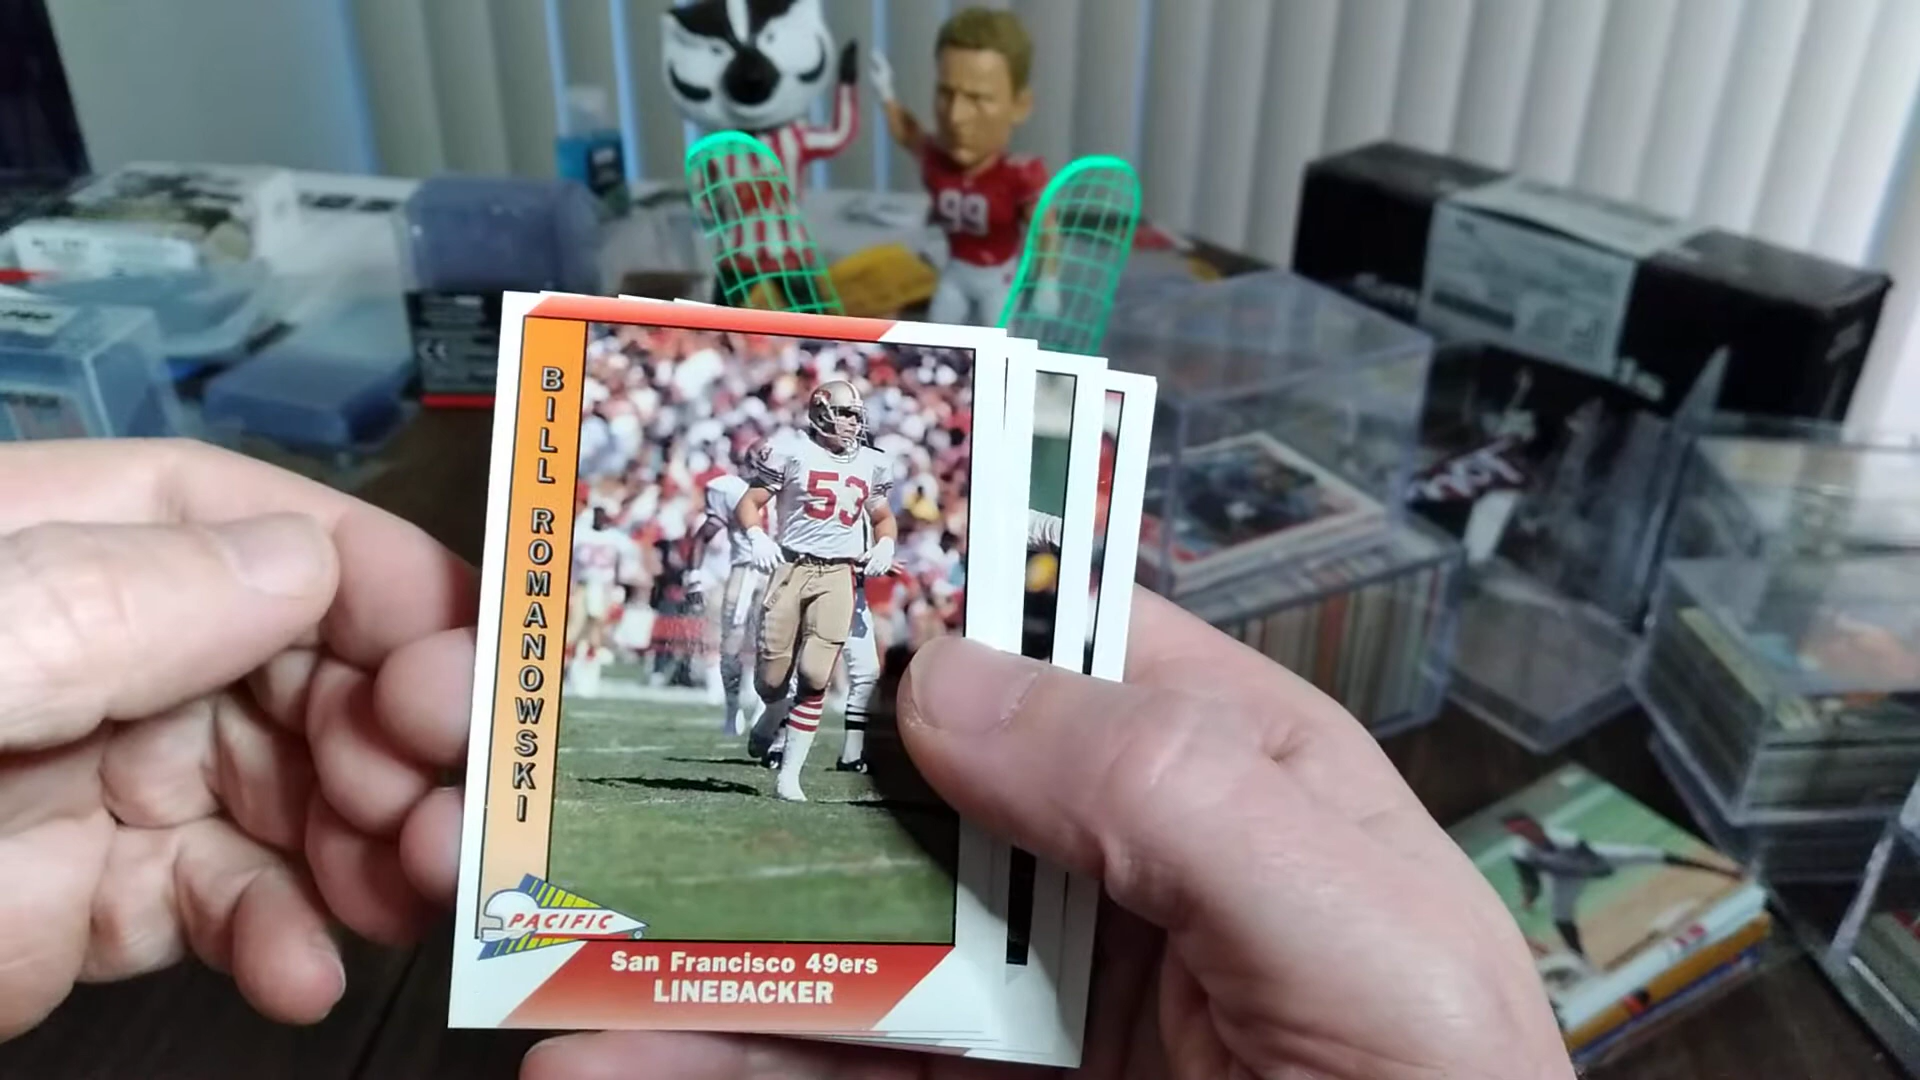 99
BILL ROMANOWSKI
53
PACIFIC
San Francisco 49ers
LINEBACKER